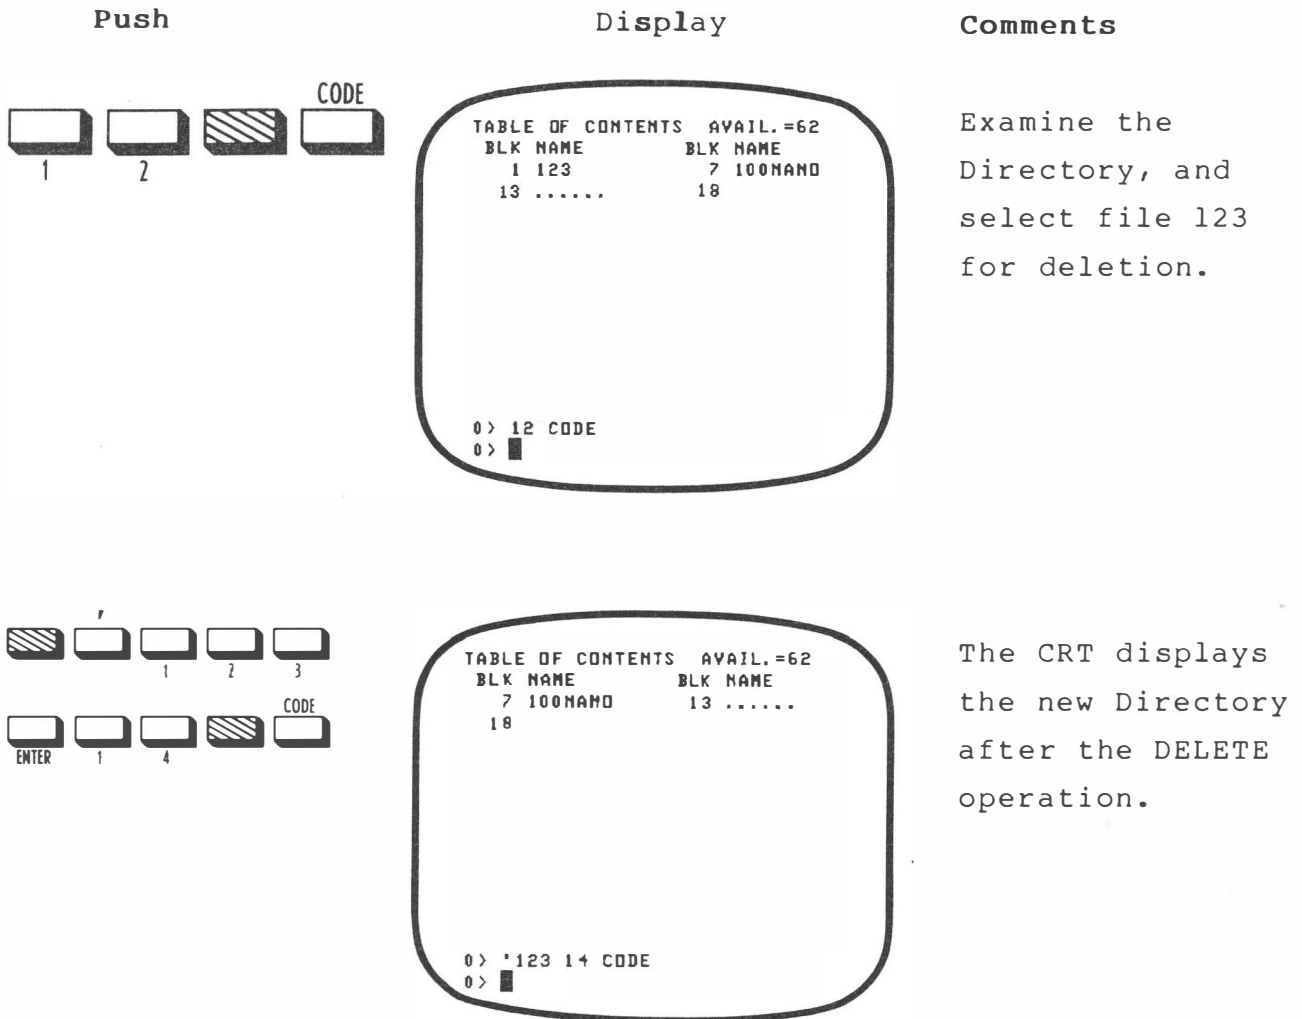 Push Display Comments
CODE
1 2
TABLE OF CONTENTS AVAIL.=62
BLK NAME BLK NAME
1 123 7 100NANO
13 ...... 18
0> 12 CODE
0>
Examine the
Directory, and
select file 123
for deletion.
'
1 2 3
CODE
ENTER 1 4
TABLE OF CONTENTS AVAIL.=62
BLK NAME BLK NAME
7 100NANO 13 ......
18
0> '123 14 CODE
0>
The CRT displays
the new Directory
after the DELETE
operation.